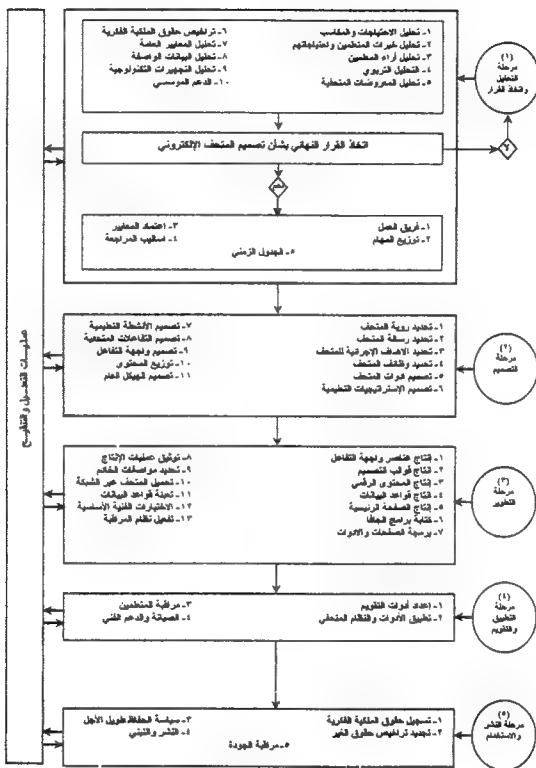 (١)
مرحلة
التحليل
واتخاذ القرار
١- تحليل الاحتياجات والمقاصد
٢- تحليل خبرات المتعلمين واحتياجاتهم
٣- تحليل آراء المعلمين
٤- التحليل التربوي
٥- تحليل المعروضات المتحفية
٦- تراخيص حقوق الملكية الفكرية
٧- تحليل المعايير العامة
٨- تحليل البيانات الواصفة
٩- تحليل التجهيزات التكنولوجية
١٠- الدعم المؤسسي
اتخاذ القرار النهائي بشأن تصميم المتحف الإلكتروني
لا
نعم
١- فريق العمل
٢- توزيع المهام
٣- اعتماد المعايير
٤- أساليب المراجعة
٥- الجدول الزمني
(٢)
مرحلة
التصميم
١- تحديد رؤية المتحف
٢- تحديد رسالة المتحف
٣- تحديد الأهداف الإجرائية للمتحف
٤- تحديد وظائف المتحف
٥- تصميم أدوات المتحف
٦- تصميم الإستراتيجيات التعليمية
٧- تصميم الأنشطة التعليمية
٨- تصميم التفاعلات المتحفية
٩- تصميم واجهة التفاعل
١٠- توزيع المحتوى
١١- تصميم الهيكل العام
(٣)
مرحلة
التطوير
١- إنتاج عناصر واجهة التفاعل
٢- إنتاج قوالب التصميم
٣- إنتاج المحتوى الرقمي
٤- إنتاج قواعد البيانات
٥- إنتاج الصفحة الرئيسية
٦- كتابة برامج الجافا
٧- برمجة الصفحات والأدوات
٨- توثيق عمليات الإنتاج
٩- تحديد مواصفات الخادم
١٠- تحميل المتحف عبر الشبكة
١١- تعبئة قواعد البيانات
١٢- الاختبارات الفنية الأساسية
١٣- تفعيل نظام المراقبة
(٤)
مرحلة
التطبيق
والتقويم
١- إعداد أدوات التقويم
٢- تطبيق الأدوات والنظام المتحفي
٣- مراقبة المتعلمين
٤- الصيانة والدعم الفني
(٥)
مرحلة النشر
والاستخدام
١- تسجيل حقوق الملكية الفكرية
٢- تجديد تراخيص حقوق الغير
٣- سياسة الحفاظ طويل الأجل
٤- النشر والتبني
٥- مراقبة الجودة
عمليات التعديل والتنقيح